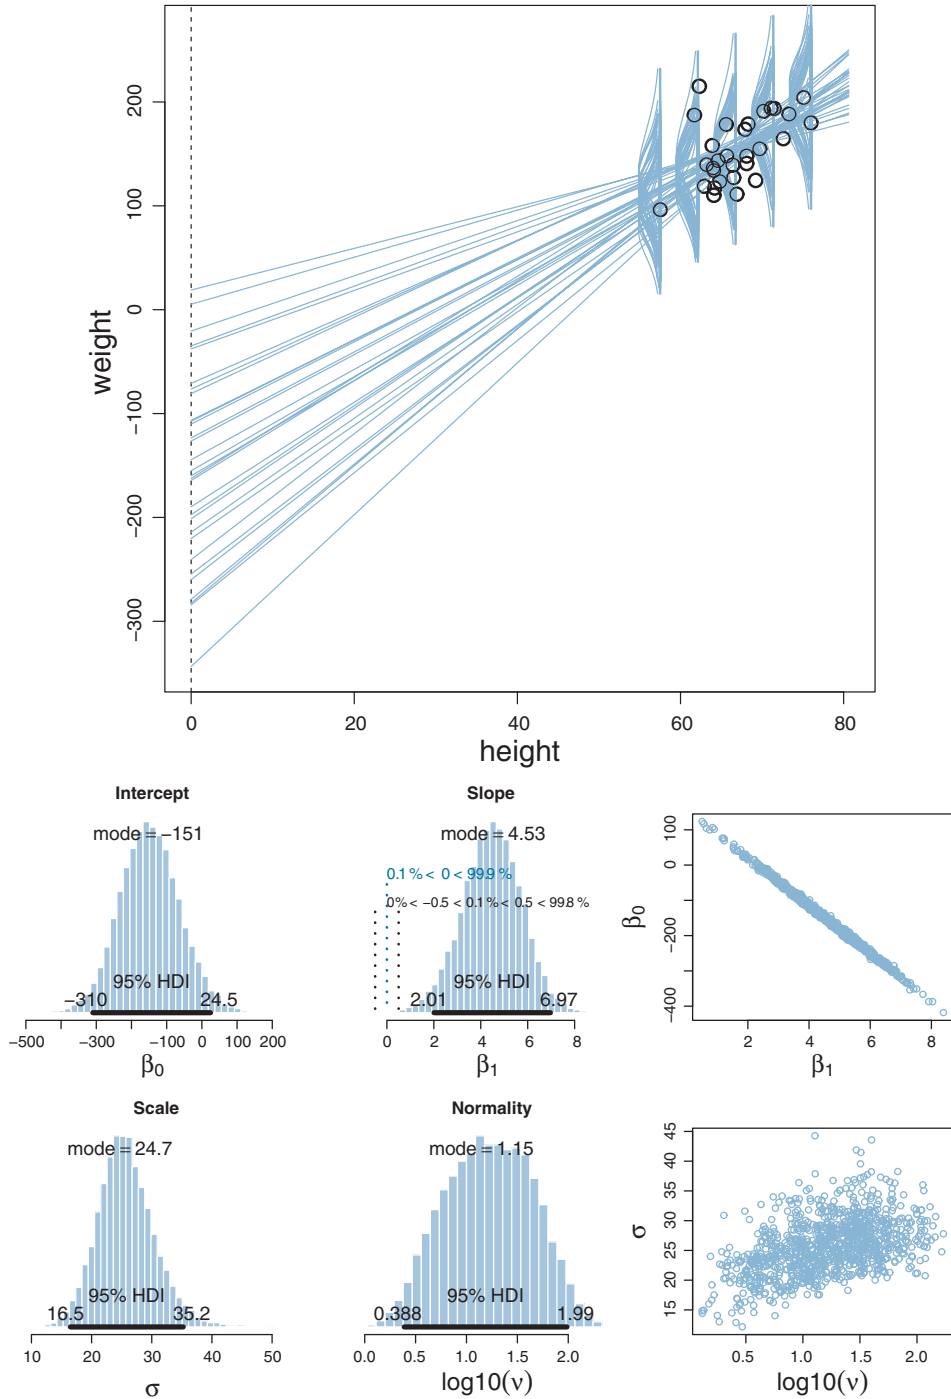 200
100
0
−100
−200
−300
weight
0
20
40
60
80
height
Intercept
mode = −151
95% HDI
−310
24.5
−500
−300
−100
0
100
200
β0
Slope
mode = 4.53
0.1 % < 0 < 99.9 %
0% < −0.5 < 0.1 % < 0.5 < 99.8 %
95% HDI
2.01
6.97
0
2
4
6
8
β1
100
0
−200
−400
β0
2
4
6
8
β1
Scale
mode = 24.7
95% HDI
16.5
35.2
10
20
30
40
50
σ
Normality
mode = 1.15
95% HDI
0.388
1.99
0.0
0.5
1.0
1.5
2.0
log10(ν)
45
35
30
25
20
15
σ
0.5
1.0
1.5
2.0
log10(ν)